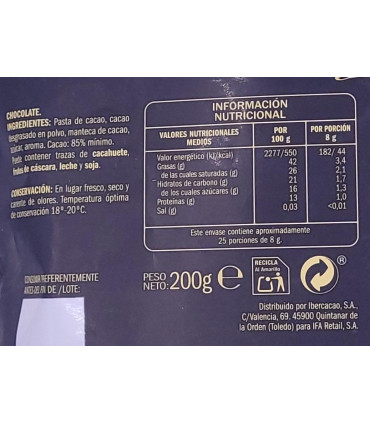 CHOCOLATE.
INGREDIENTES: Pasta de cacao, cacao
desgrasado en polvo, manteca de cacao,
azúcar, aroma. Cacao: 85% mínimo.
Puede contener trazas de cacahuete,
frutos de cáscara, leche y soja.
CONSERVACIÓN: En lugar fresco, seco y
carente de olores. Temperatura óptima
de conservación 18º-20ºC.
CONSUMIR PREFERENTEMENTE
ANTES DEL FIN DE /LOTE:
INFORMACIÓN
NUTRICIONAL
VALORES NUTRICIONALES MEDIOS POR 100 g POR PORCIÓN 8 g
Valor energético (kJ/kcal) 2277/550 182/ 44
Grasas (g) 42 3,4
de las cuales saturadas (g) 26 2,1
Hidratos de carbono (g) 21 1,7
de los cuales azúcares (g) 16 1,3
Proteínas (g) 13 1,0
Sal (g) 0,03 <0,01
Este envase contiene aproximadamente
25 porciones de 8 g.
PESO
NETO: 200g e
RECICLA
Al Amarillo
®
Distribuido por Ibercacao, S.A.,
C/Valencia, 69. 45900 Quintanar de
la Orden (Toledo) para IFA Retail, S.A.